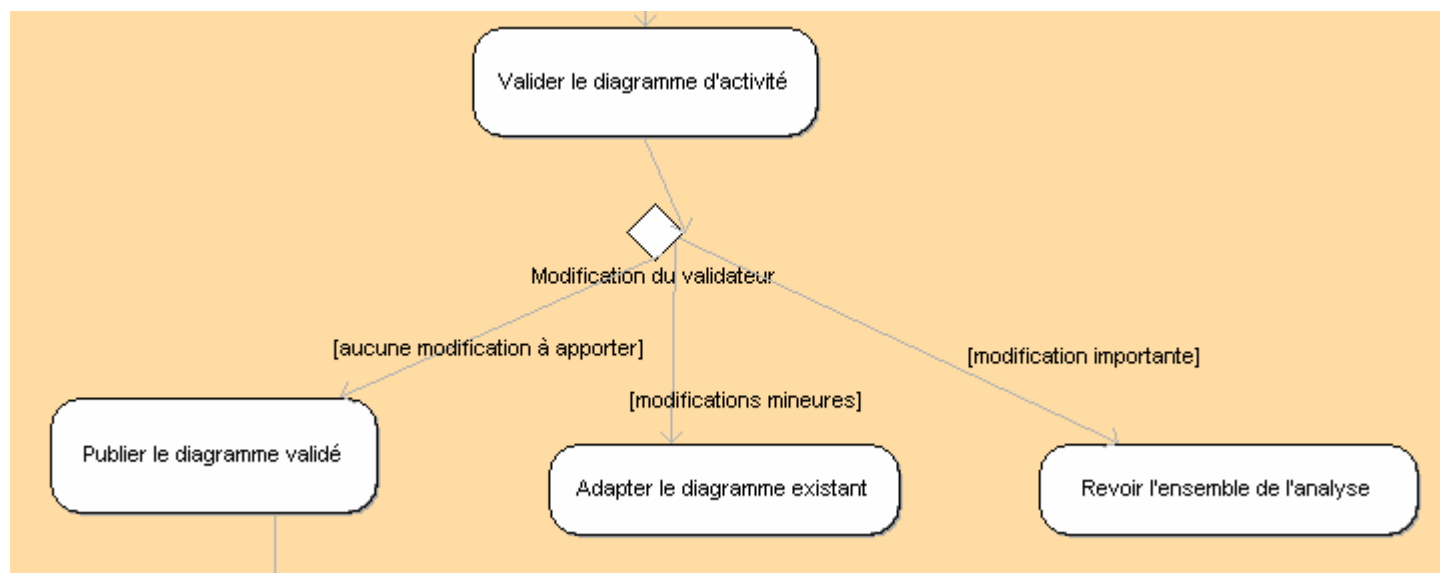 Valider le diagramme d'activité
Modification du validateur
[aucune modification à apporter]
[modification importante]
[modifications mineures]
Publier le diagramme validé
Adapter le diagramme existant
Revoir l'ensemble de l'analyse